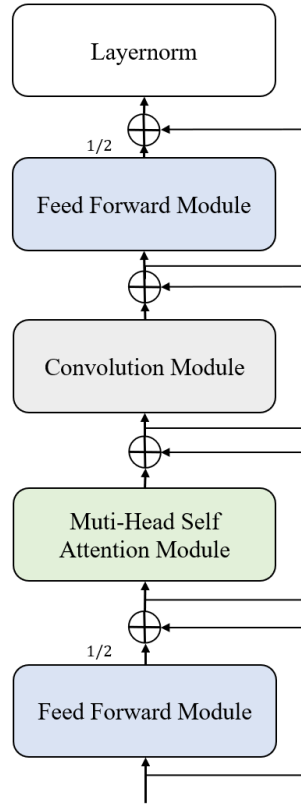 Layernorm
1/2
Feed Forward Module
Convolution Module
Muti-Head Self
Attention Module
1/2
Feed Forward Module